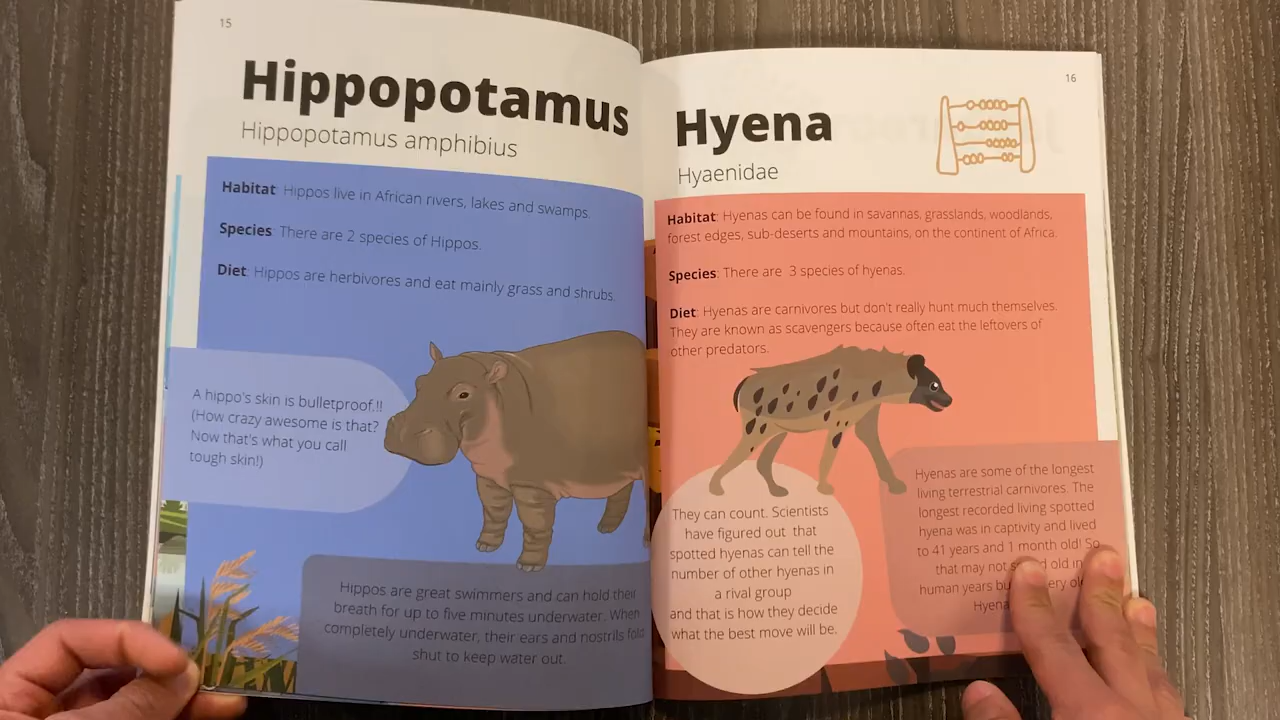 15
Hippopotamus
Hippopotamus amphibius
Habitat: Hippos live in African rivers, lakes and swamps.
Species: There are 2 species of Hippos.
Diet: Hippos are herbivores and eat mainly grass and shrubs.
A hippo's skin is bulletproof.!!
(How crazy awesome is that?
Now that's what you call
tough skin!)
Hippos are great swimmers and can hold their
breath for up to five minutes underwater. When
completely underwater, their ears and nostrils fold
shut to keep water out.
16
Hyena
Hyaenidae
Habitat: Hyenas can be found in savannas, grasslands, woodlands,
forest edges, sub-deserts and mountains, on the continent of Africa.
Species: There are 3 species of hyenas.
Diet: Hyenas are carnivores but don't really hunt much themselves.
They are known as scavengers because often eat the leftovers of
other predators.
They can count. Scientists
have figured out that
spotted hyenas can tell the
number of other hyenas in
a rival group
and that is how they decide
what the best move will be.
Hyenas are some of the longest
living terrestrial carnivores. The
longest recorded living spotted
hyena was in captivity and lived
to 41 years and 1 month old! So
that may not old in
human years
Hyena